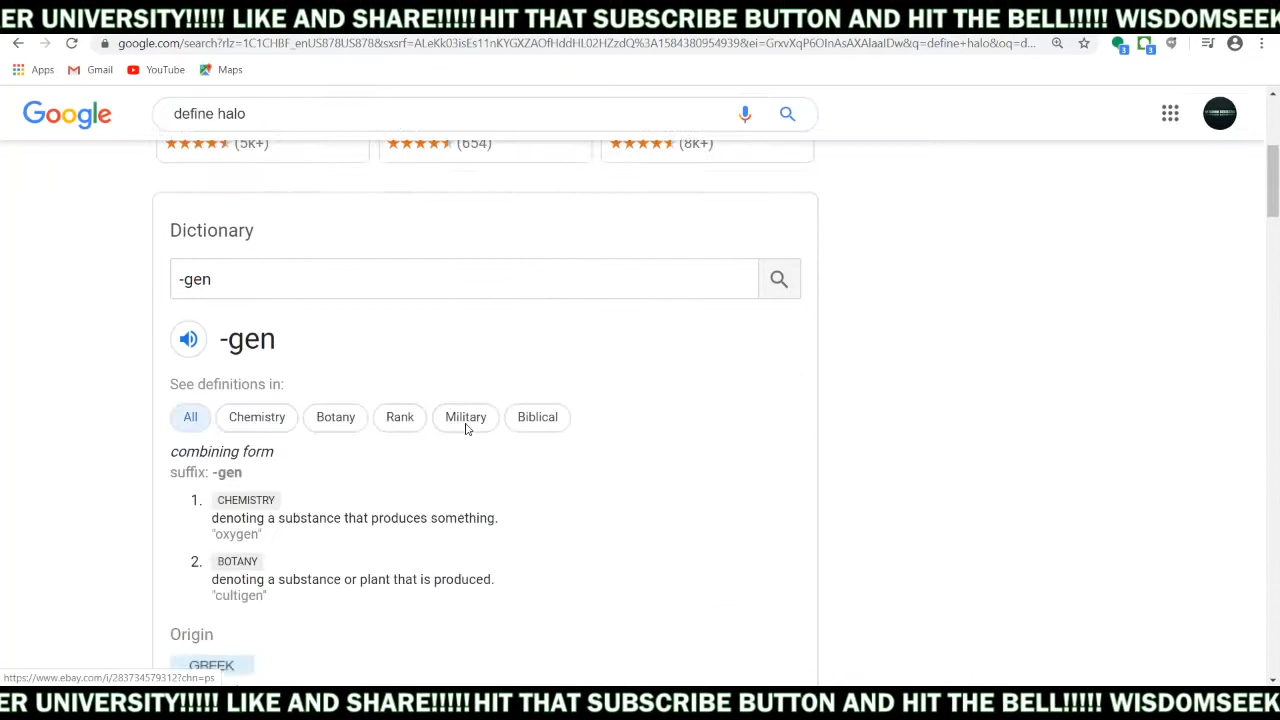 ER UNIVERSITY!!!!! LIKE AND SHARE!!!!! HIT THAT SUBSCRIBE BUTTON AND HIT THE BELL!!!!! WISDOMSEEK
Apps Gmail YouTube Maps
Google define halo
(5k+) (654) (8k+)
Dictionary
-gen
-gen
See definitions in:
All Chemistry Botany Rank Military Biblical
combining form
suffix: -gen
1. CHEMISTRY
denoting a substance that produces something.
"oxygen"
2. BOTANY
denoting a substance or plant that is produced.
"cultigen"
Origin
GREEK
https://www.ebay.com/i/283734579312?chn=ps
ER UNIVERSITY!!!!! LIKE AND SHARE!!!!! HIT THAT SUBSCRIBE BUTTON AND HIT THE BELL!!!!! WISDOMSEEK